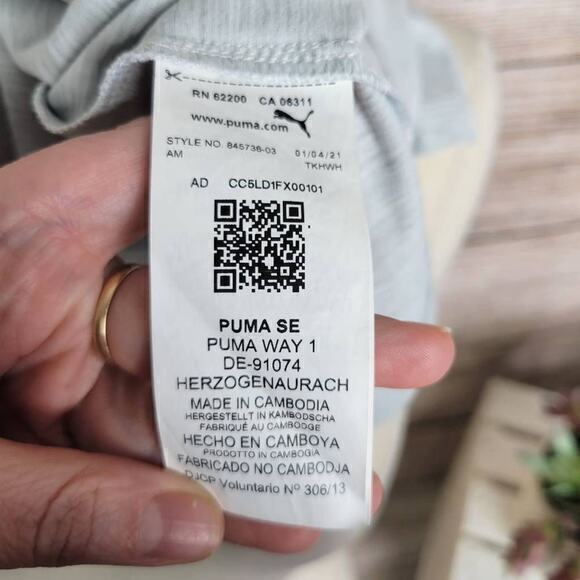 RN 62200 CA 06311
www.puma.com
STYLE NO. 845736-03 01/04/21
AM TKHWH
AD CC5LD1FX00101
PUMA SE
PUMA WAY 1
DE-91074
HERZOGENAURACH
MADE IN CAMBODIA
HERGESTELLT IN KAMBODSCHA
FABRIQUÉ AU CAMBODGE
HECHO EN CAMBOYA
PRODOTTO IN CAMBOGIA
FABRICADO NO CAMBODJA
DJCP Voluntario Nº 306/13